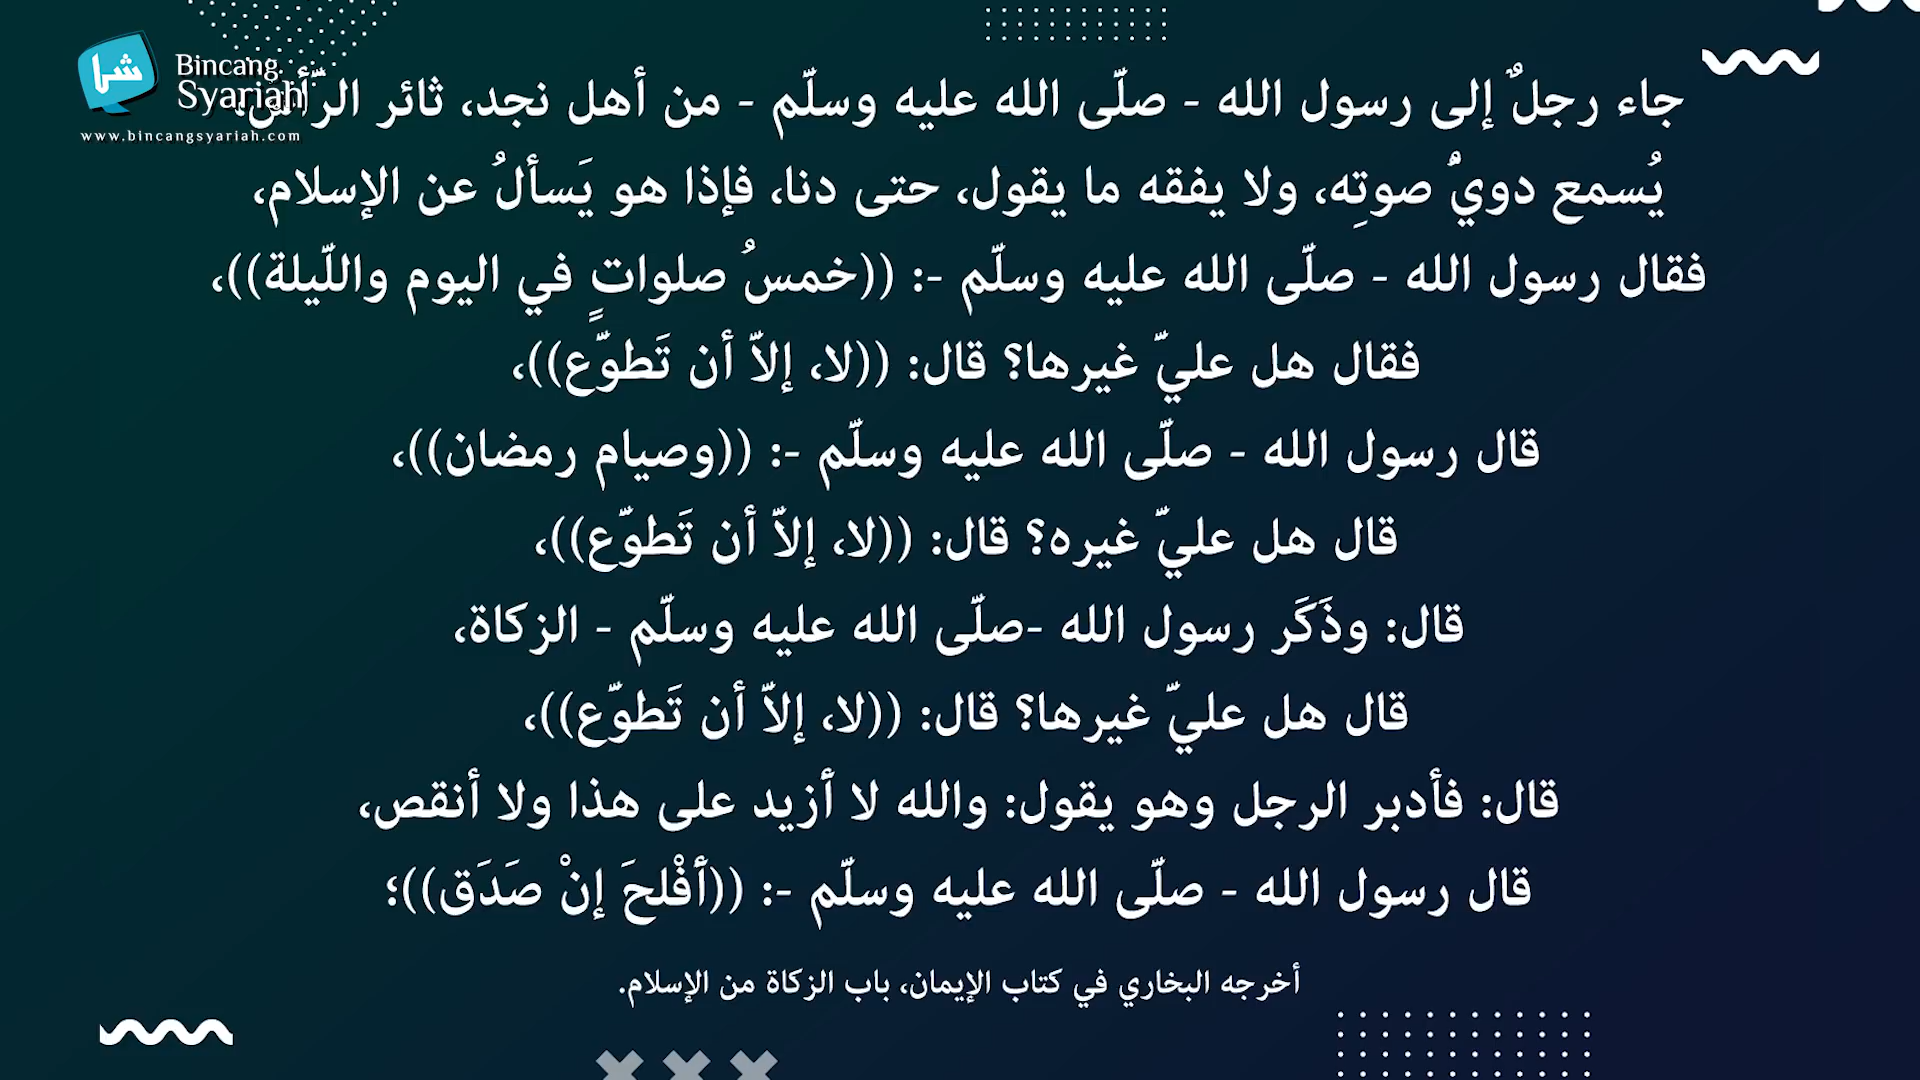 شا
Bincang
Syariah
www.bincangsyariah.com
جاء رجلٌ إلى رسول الله - صلّى الله عليه وسلّم - من أهل نجد، ثائر الرّأس،
يُسمع دويُّ صوتِه، ولا يفقه ما يقول، حتى دنا، فإذا هو يَسألُ عن الإسلام،
فقال رسول الله - صلّى الله عليه وسلّم -: ((خمسُ صلواتٍ في اليوم واللّيلة))،
فقال هل عليّ غيرها؟ قال: ((لا، إلاّ أن تَطوّع))،
قال رسول الله - صلّى الله عليه وسلّم -: ((وصيام رمضان))،
قال هل عليّ غيره؟ قال: ((لا، إلاّ أن تَطوّع))،
قال: وذَكَر رسول الله -صلّى الله عليه وسلّم - الزكاة،
قال هل عليّ غيرها؟ قال: ((لا، إلاّ أن تَطوّع))،
قال: فأدبر الرجل وهو يقول: والله لا أزيد على هذا ولا أنقص،
قال رسول الله - صلّى الله عليه وسلّم -: ((أَفْلحَ إنْ صَدَق))؛
أخرجه البخاري في كتاب الإيمان، باب الزكاة من الإسلام.